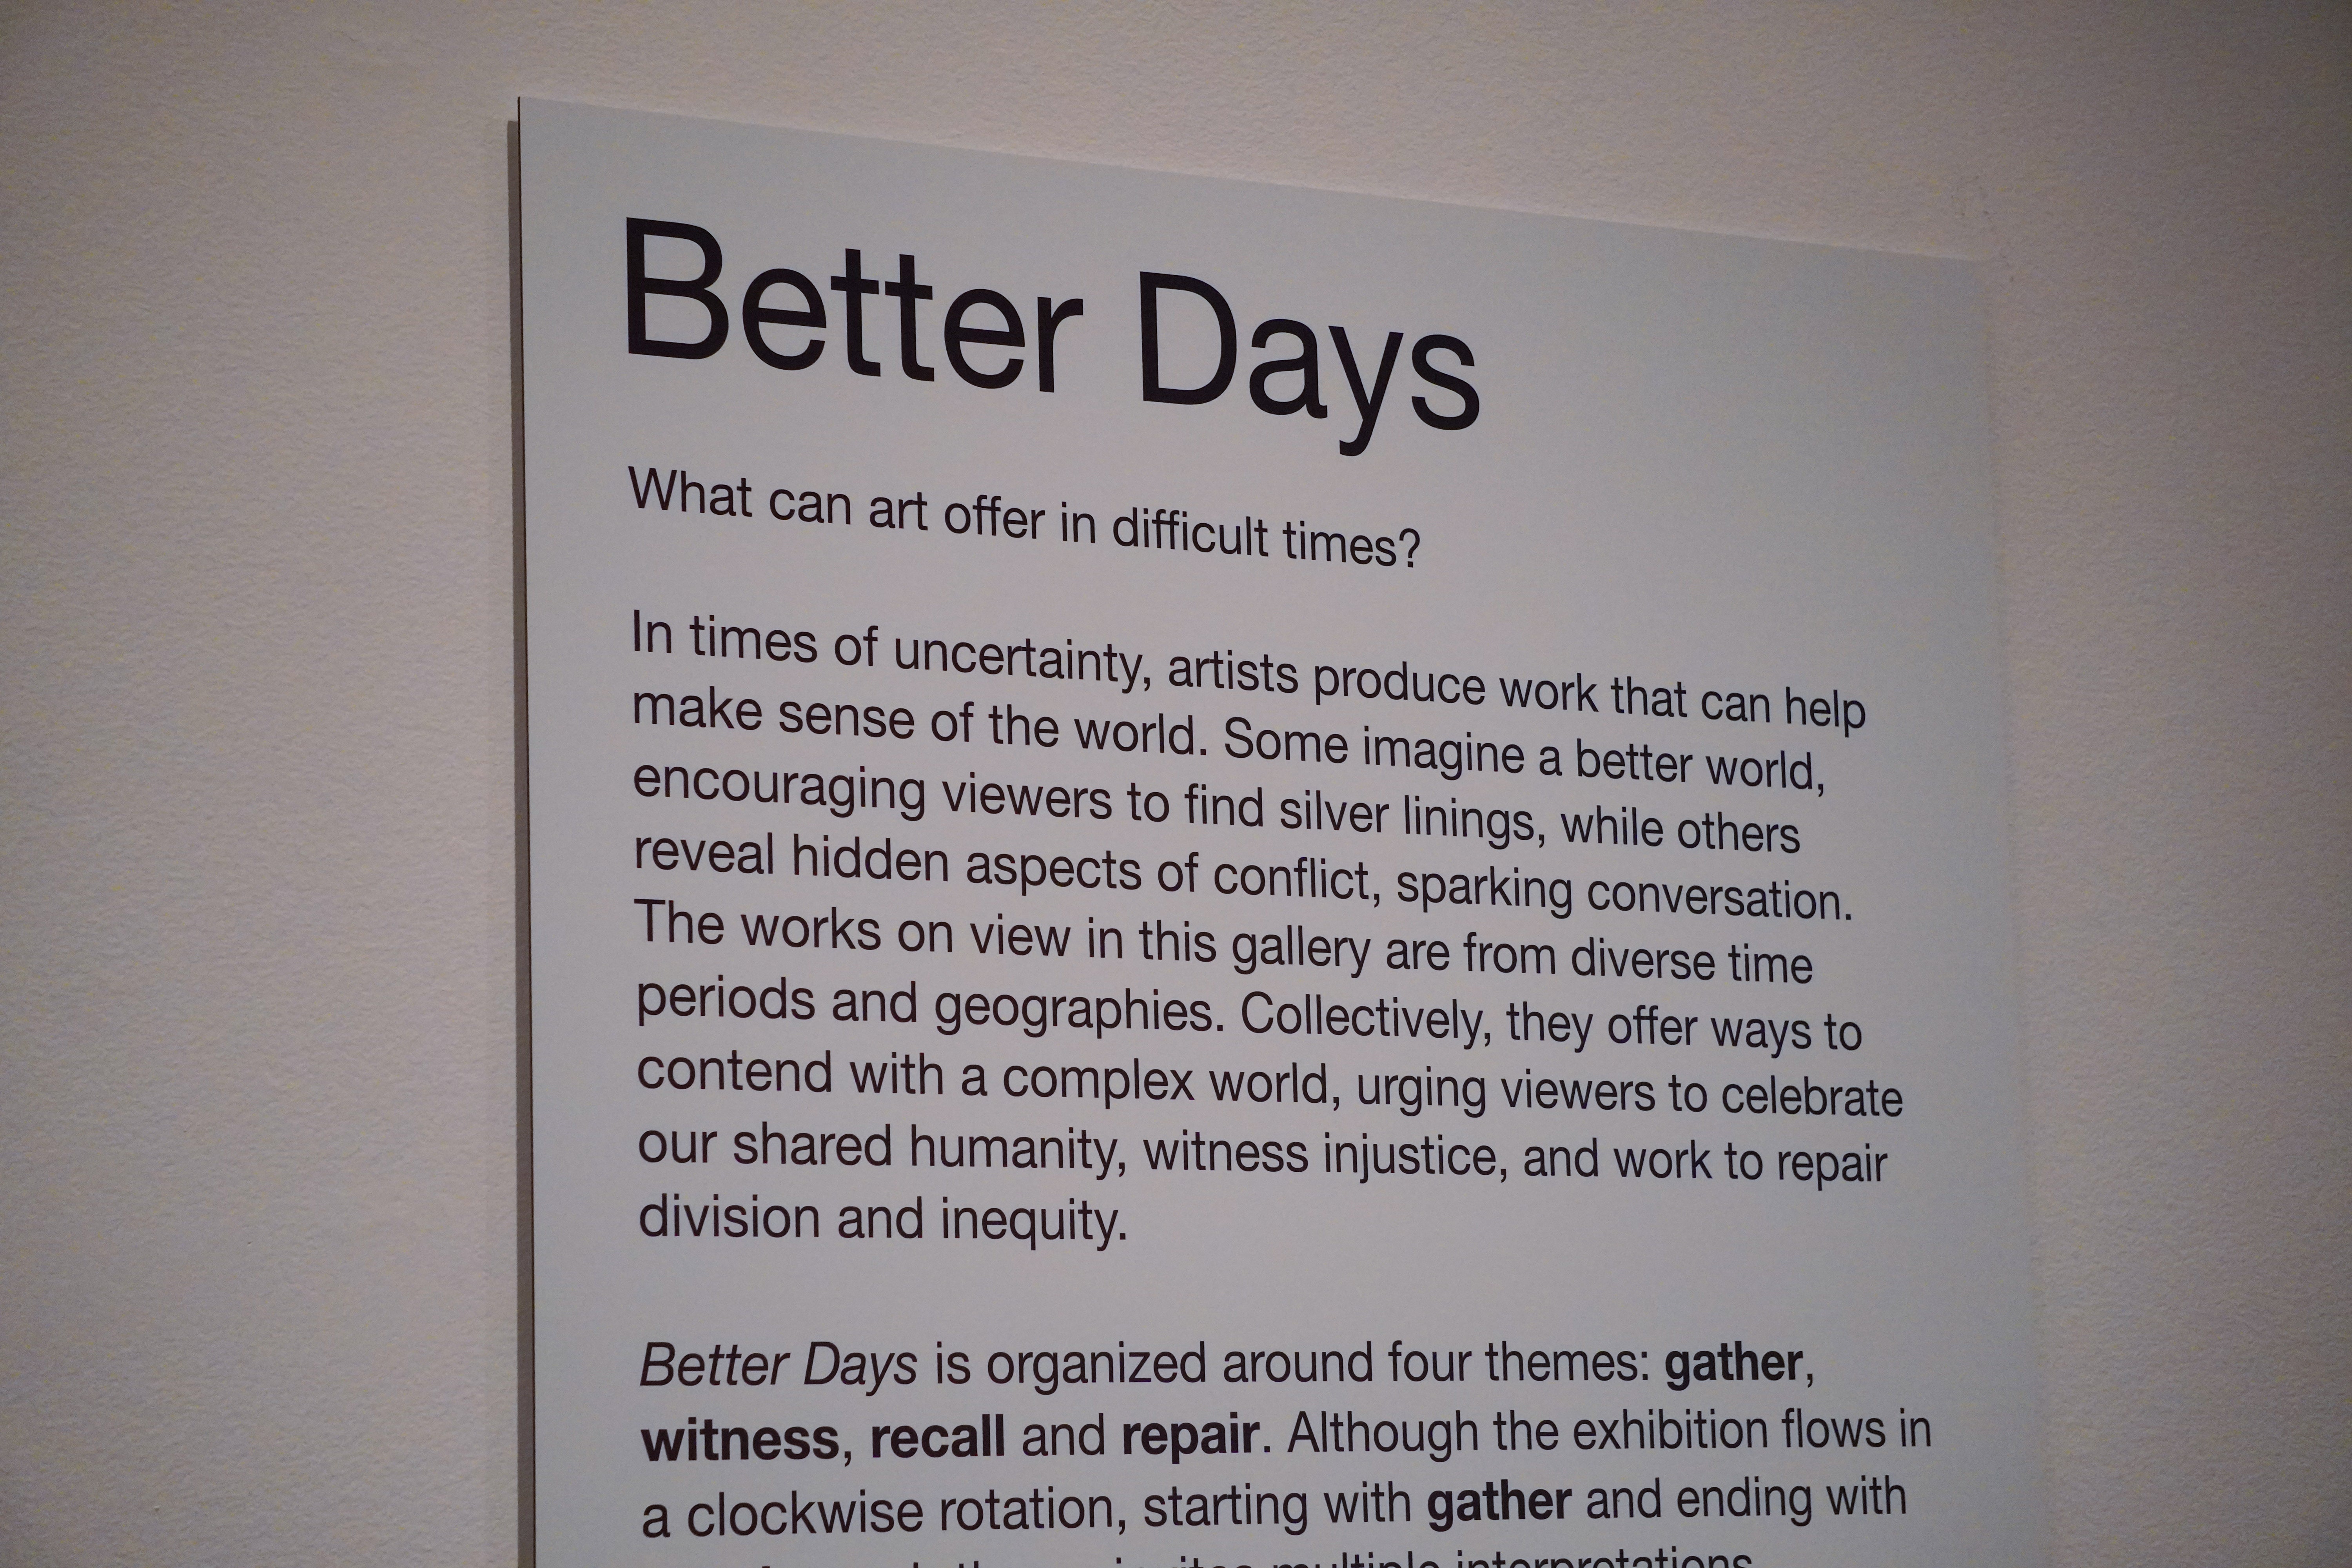 Better Days
What can art offer in difficult times?
In times of uncertainty, artists produce work that can help
make sense of the world. Some imagine a better world,
encouraging viewers to find silver linings, while others
reveal hidden aspects of conflict, sparking conversation.
The works on view in this gallery are from diverse time
periods and geographies. Collectively, they offer ways to
contend with a complex world, urging viewers to celebrate
our shared humanity, witness injustice, and work to repair
division and inequity.
Better Days is organized around four themes: gather,
witness, recall and repair. Although the exhibition flows in
a clockwise rotation, starting with gather and ending with
invites multiple interpretations